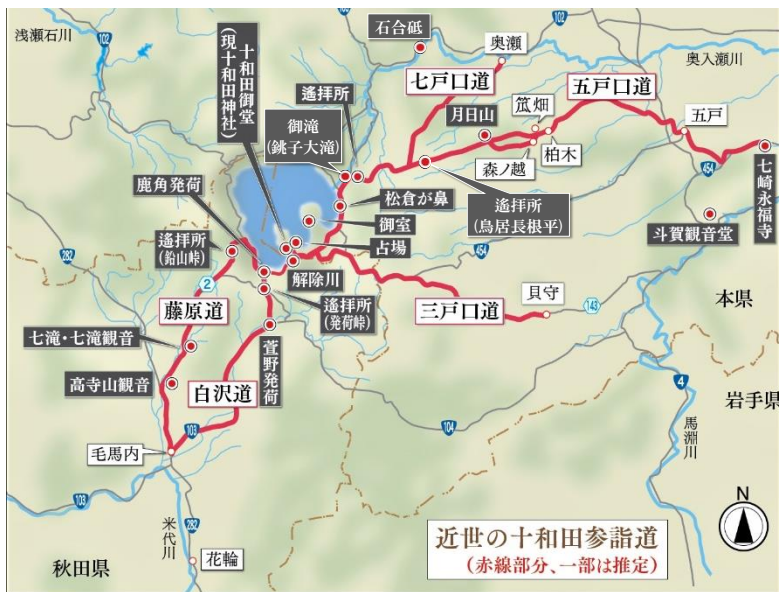 浅瀬石川
102
石合砥
奥瀬
奥入瀬川
102
十和田御堂
(現十和田神社)
遙拝所
七戸口道
五戸口道
月日山
笟畑
五戸
御滝
(銚子大滝)
森ノ越
柏木
454
七崎永福寺
鹿角発荷
松倉が鼻
遙拝所
(鳥居長根平)
斗賀観音堂
御室
遙拝所
(鉛山峠)
占場
454
282
解除川
2
藤原道
遙拝所
(発荷峠)
三戸口道
貝守
143
本県
七滝・七滝観音
萱野発荷
高寺山観音
白沢道
4
岩手県
103
104
馬淵川
毛馬内
103
N
米代川
282
近世の十和田参詣道
(赤線部分、一部は推定)
秋田県
花輪